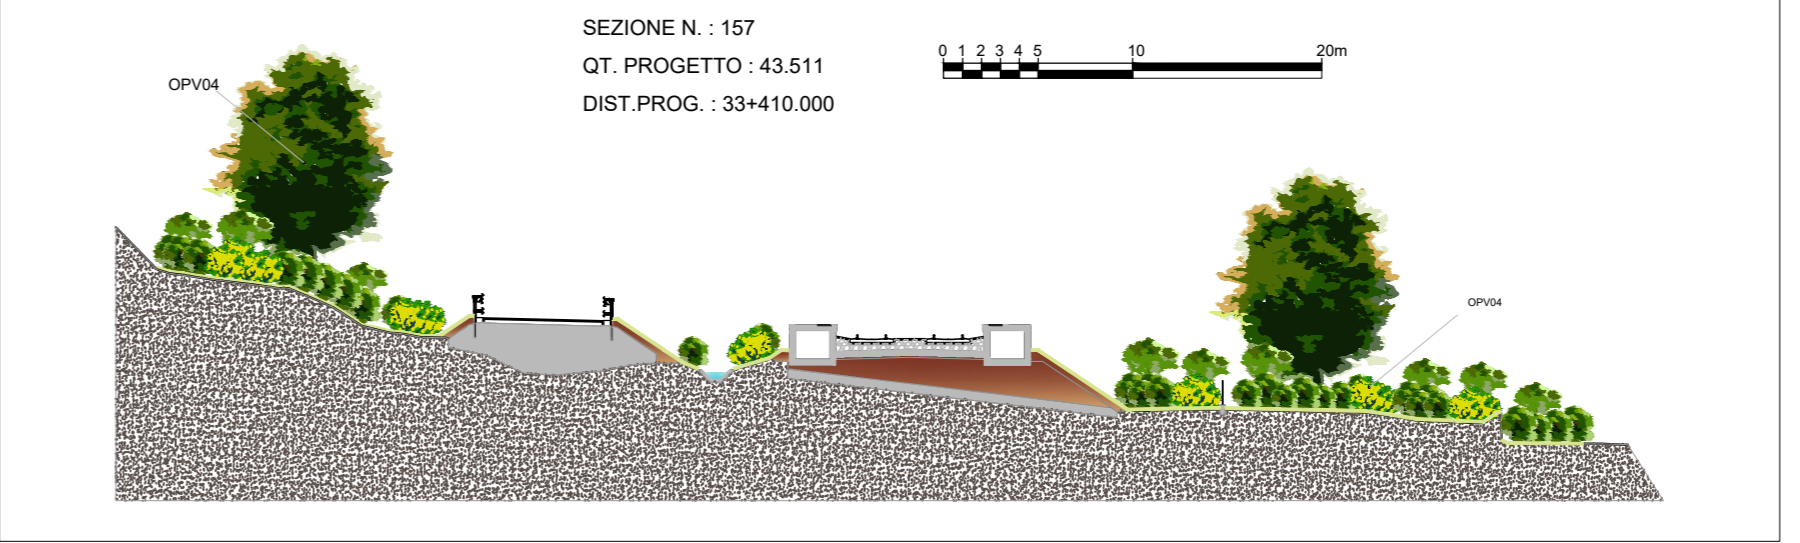 SEZIONE N. : 157
QT. PROGETTO : 43.511
DIST.PROG. : 33+410.000
0 1 2 3 4 5 10 20m
OPV04
OPV04